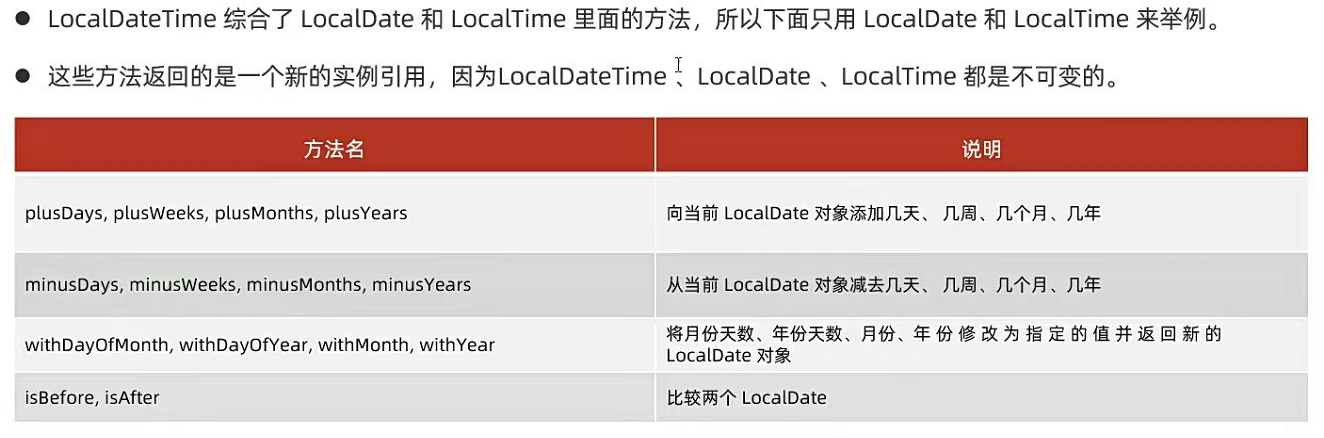 ● LocalDateTime 综合了 LocalDate 和 LocalTime 里面的方法，所以下面只用 LocalDate 和 LocalTime 来举例。
● 这些方法返回的是一个新的实例引用，因为LocalDateTime 、LocalDate 、LocalTime 都是不可变的。
方法名 说明
plusDays, plusWeeks, plusMonths, plusYears 向当前 LocalDate 对象添加几天、 几周、几个月、几年
minusDays, minusWeeks, minusMonths, minusYears 从当前 LocalDate 对象减去几天、 几周、几个月、几年
withDayOfMonth, withDayOfYear, withMonth, withYear 将月份天数、年份天数、月份、年 份 修 改 为 指 定 的 值 并 返 回 新 的
LocalDate 对象
isBefore, isAfter 比较两个 LocalDate